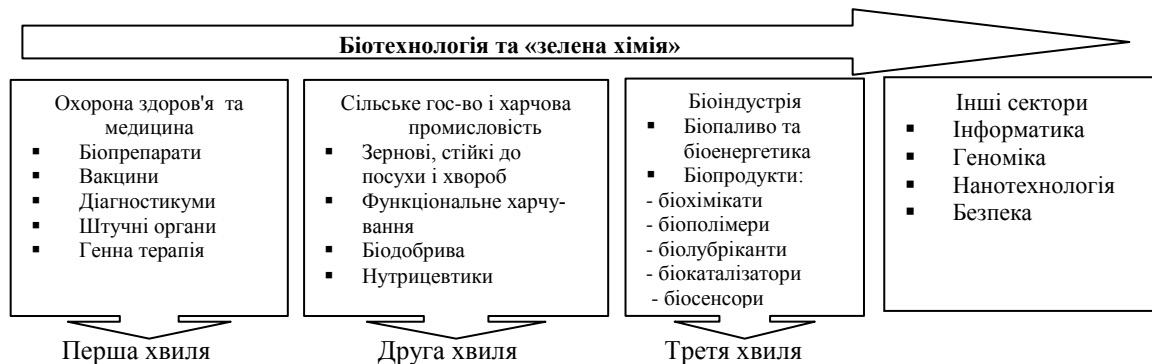 Біотехнологія та «зелена хімія»
Охорона здоров'я та
медицина
▪ Біопрепарати
▪ Вакцини
▪ Діагностикуми
▪ Штучні органи
▪ Генна терапія
Перша хвиля
Сільське гос-во і харчова
промисловість
▪ Зернові, стійкі до
посухи і хвороб
▪ Функціональне харчу-
вання
▪ Біодобрива
▪ Нутрицевтики
Друга хвиля
Біоіндустрія
▪ Біопаливо та
біоенергетика
▪ Біопродукти:
- біохімікати
- біополімери
- біолубріканти
- біокаталізатори
- біосенсори
Третя хвиля
Інші сектори
▪ Інформатика
▪ Геноміка
▪ Нанотехнологія
▪ Безпека